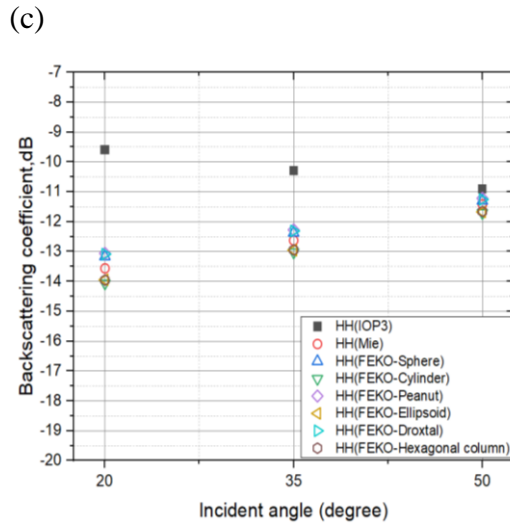 (c)
-7
-8
-9
-10
-11
-12
-13
-14
-15
-16
-17
-18
-19
-20
Backscattering coefficient,dB
HH(IOP3)
HH(Mie)
HH(FEKO-Sphere)
HH(FEKO-Cylinder)
HH(FEKO-Peanut)
HH(FEKO-Ellipsoid)
HH(FEKO-Droxtal)
HH(FEKO-Hexagonal column)
20 35 50
Incident angle (degree)